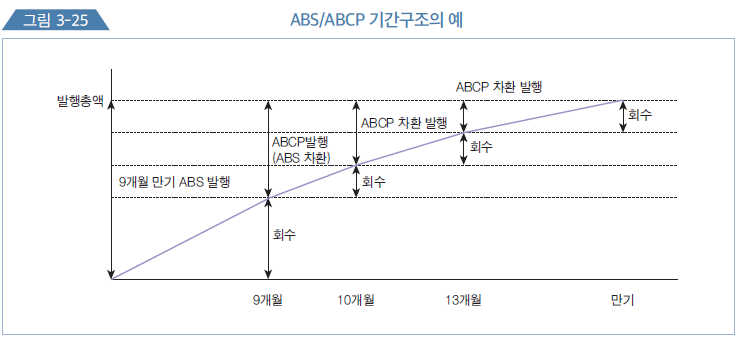 그림 3-25
ABS/ABCP 기간구조의 예
ABCP 차환 발행
발행총액
회수
ABCP 차환 발행
ABCP발행
(ABS 차환)
회수
9개월 만기 ABS 발행
회수
회수
9개월
10개월
13개월
만기